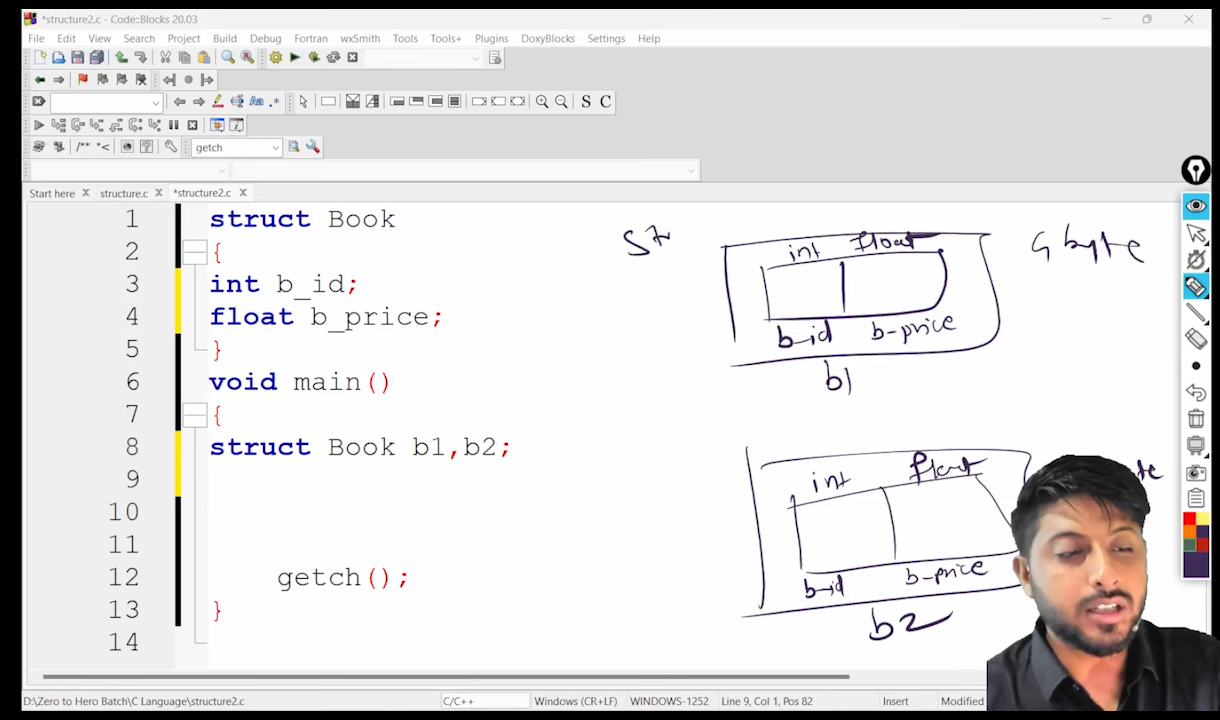 *structure2.c - Code::Blocks 20.03
File Edit View Search Project Build Debug Fortran wxSmith Tools Tools+ Plugins DoxyBlocks Settings Help
S C
/** *<
getch
Start here structure.c *structure2.c
1 struct Book
2 {
3 int b_id;
4 float b_price;
5 }
6 void main()
7 {
8 struct Book b1,b2;
9
10
11
12 getch();
13 }
14
int float
b-id b-price
b1
byte
int float
b-id b-price
b2
D:\Zero to Hero Batch\C Language\structure2.c C/C++ Windows (CR+LF) WINDOWS-1252 Line 9, Col 1, Pos 82 Insert Modified